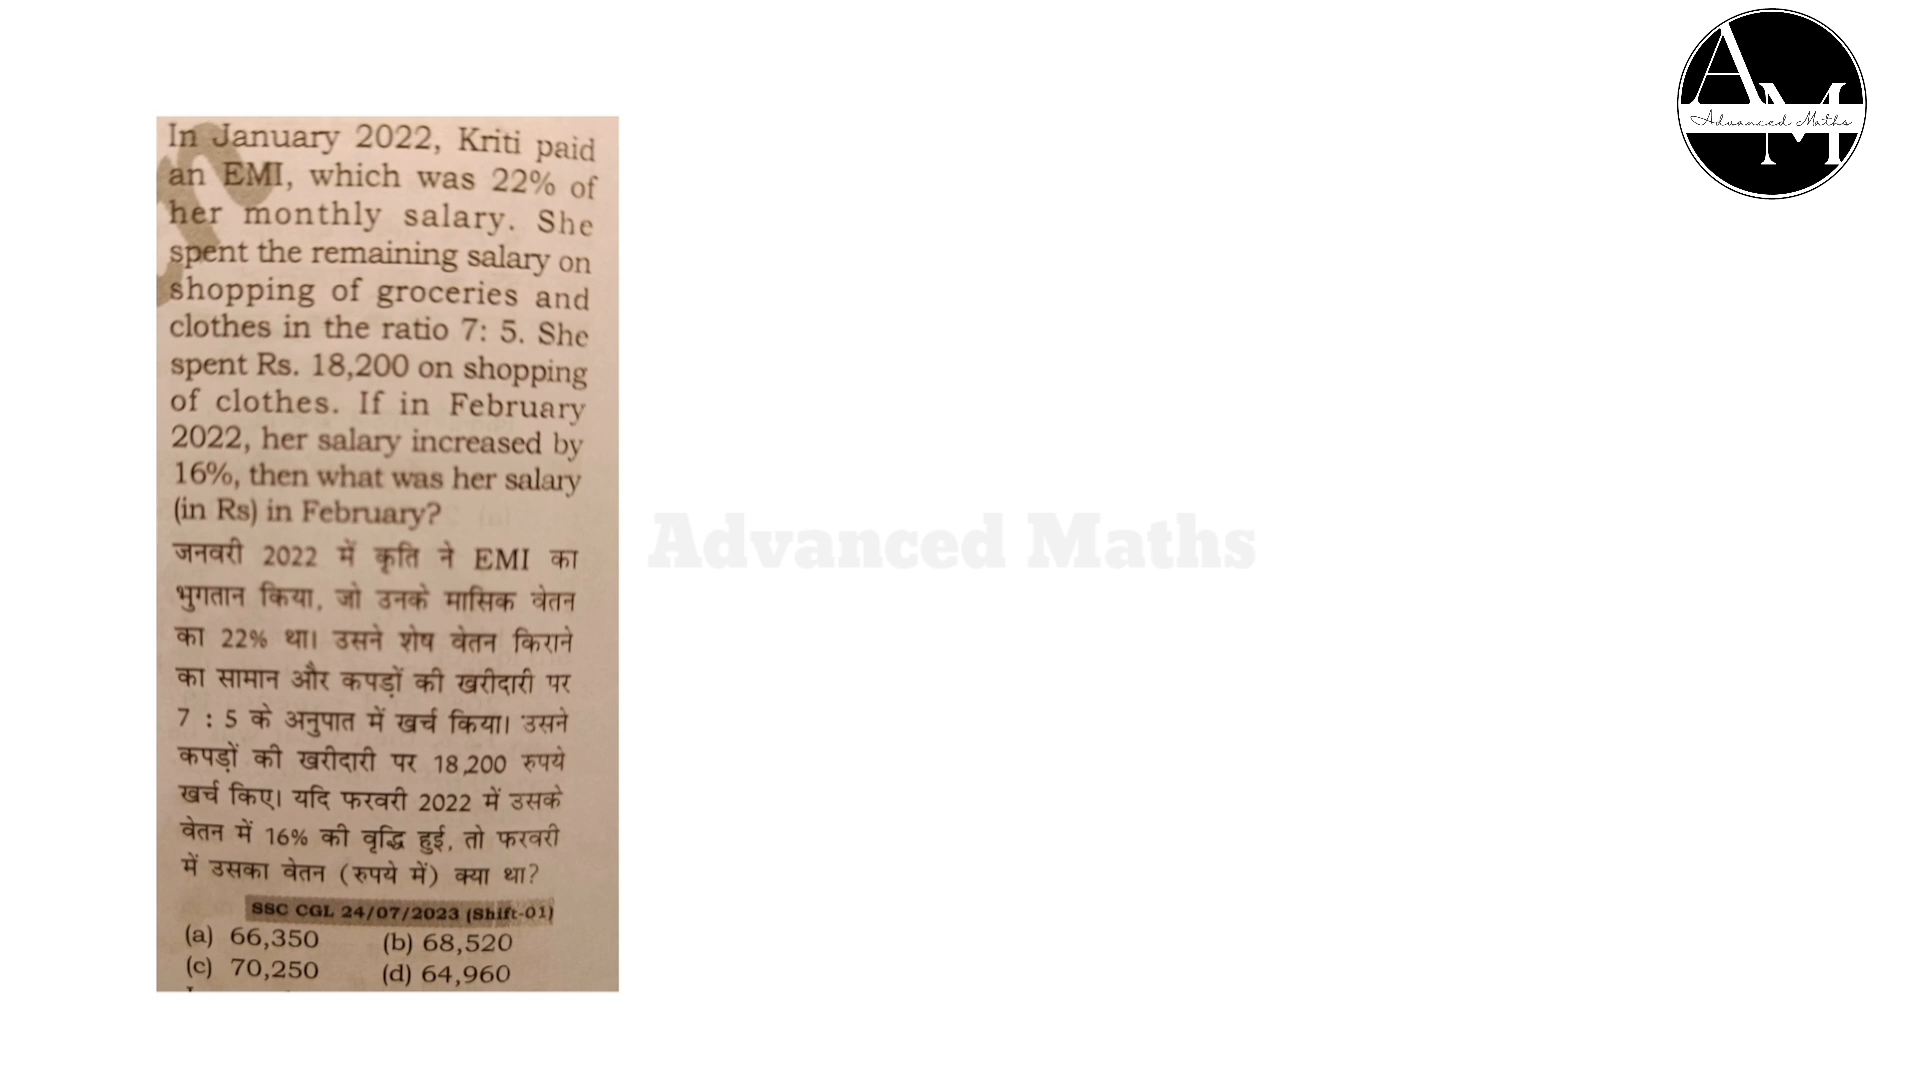 In January 2022, Kriti paid
an EMI, which was 22% of
her monthly salary. She
spent the remaining salary on
shopping of groceries and
clothes in the ratio 7: 5. She
spent Rs. 18,200 on shopping
of clothes. If in February
2022, her salary increased by
16%, then what was her salary
(in Rs) in February?
जनवरी 2022 में कृति ने EMI का
भुगतान किया, जो उनके मासिक वेतन
का 22% था। उसने शेष वेतन किराने
का सामान और कपड़ों की खरीदारी पर
7 : 5 के अनुपात में खर्च किया। उसने
कपड़ों की खरीदारी पर 18,200 रुपये
खर्च किए। यदि फरवरी 2022 में उसके
वेतन में 16% की वृद्धि हुई, तो फरवरी
में उसका वेतन (रुपये में) क्या था?
SSC CGL 24/07/2023 (Shift-01)
(a) 66,350 (b) 68,520
(c) 70,250 (d) 64,960
Advanced Maths
AM
Advanced Maths